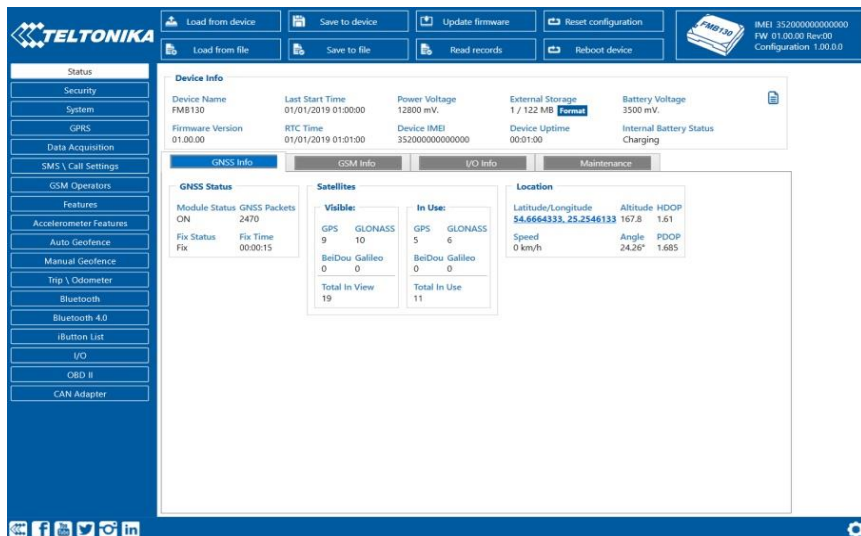 TELTONIKA
Load from device
Save to device
Update firmware
Reset configuration
Load from file
Save to file
Read records
Reboot device
FMB130
IMEI 352000000000000
FW 01.00.00 Rev:00
Configuration 1.00.0.0
Status
Security
System
GPRS
Data Acquisition
SMS \ Call Settings
GSM Operators
Features
Accelerometer Features
Auto Geofence
Manual Geofence
Trip \ Odometer
Bluetooth
Bluetooth 4.0
iButton List
I/O
OBD II
CAN Adapter
Device Info
Device Name Last Start Time Power Voltage External Storage Battery Voltage
FMB130 01/01/2019 01:00:00 12800 mV. 1 / 122 MB Format 3500 mV.
Firmware Version RTC Time Device IMEI Device Uptime Internal Battery Status
01.00.00 01/01/2019 01:01:00 352000000000000 00:01:00 Charging
GNSS Info GSM Info I/O Info Maintenance
GNSS Status
Module Status GNSS Packets
ON 2470
Fix Status Fix Time
Fix 00:00:15
Satellites
Visible:
GPS GLONASS
9 10
BeiDou Galileo
0 0
Total In View
19
In Use:
GPS GLONASS
5 6
BeiDou Galileo
0 0
Total In Use
11
Location
Latitude/Longitude Altitude HDOP
54.6664333, 25.2546133 167.8 1.61
Speed Angle PDOP
0 km/h 24.26° 1.685